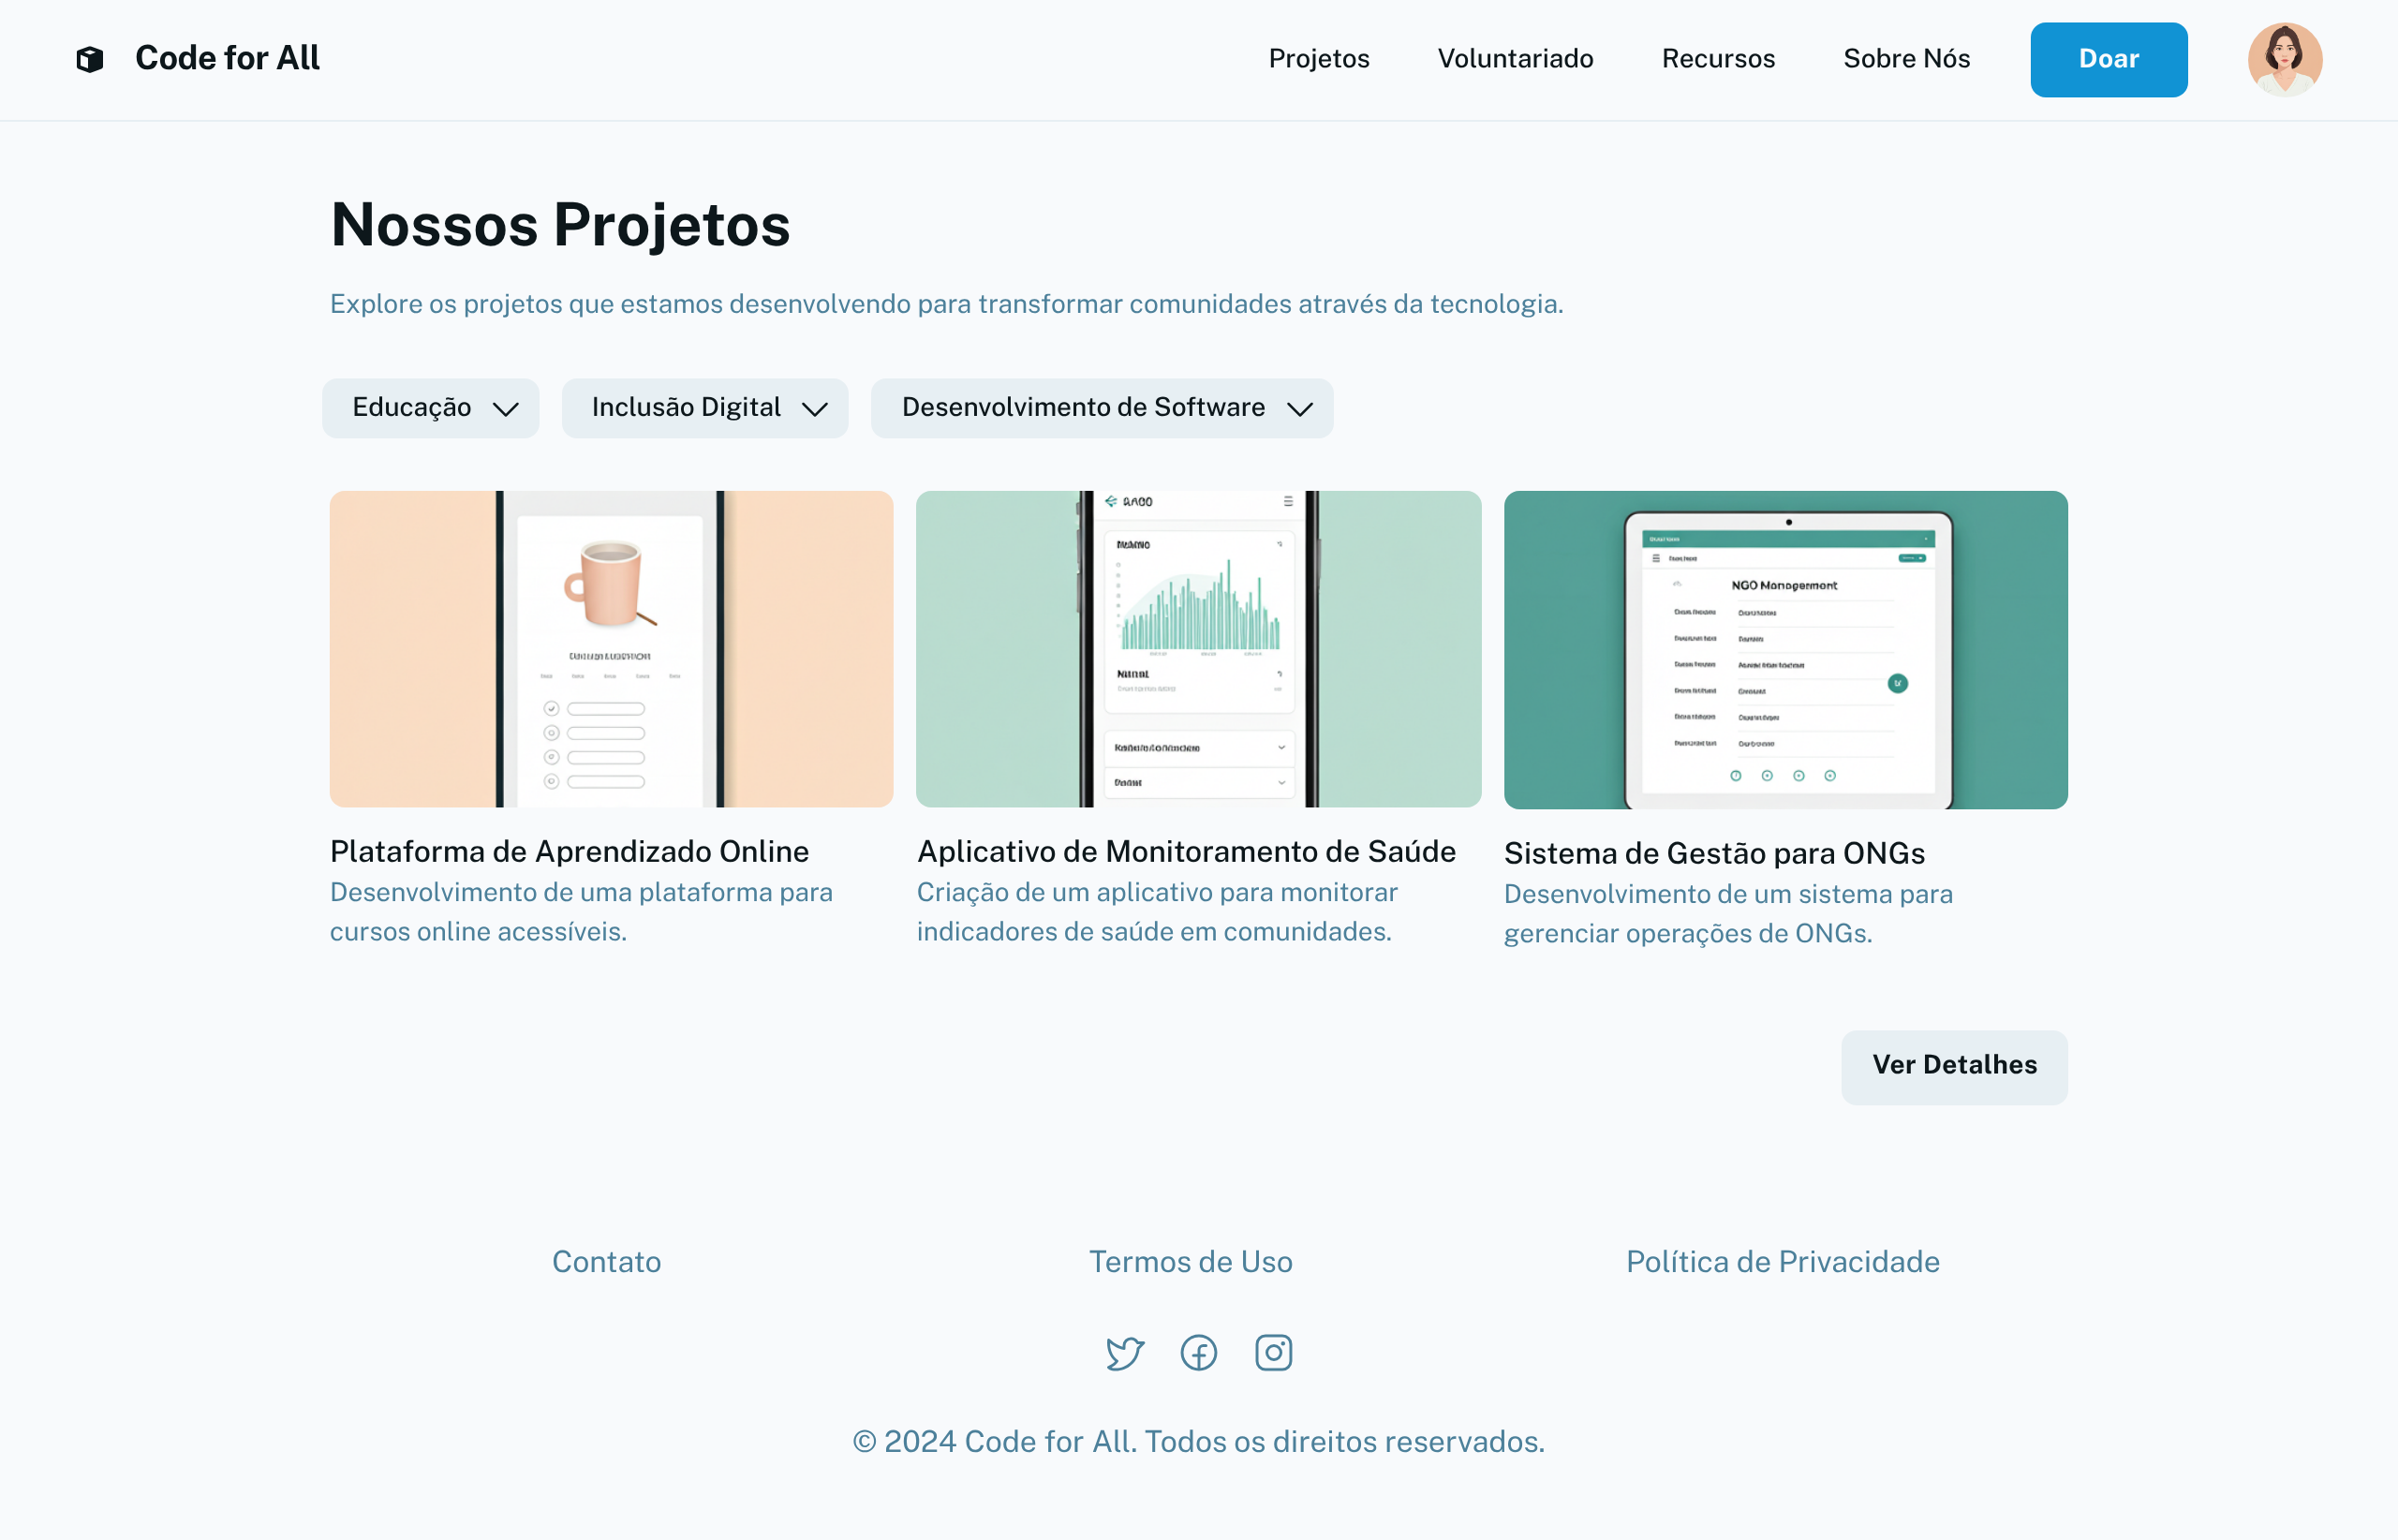 Code for All
Projetos
Voluntariado
Recursos
Sobre Nós
Doar
Nossos Projetos
Explore os projetos que estamos desenvolvendo para transformar comunidades através da tecnologia.
Educação
Inclusão Digital
Desenvolvimento de Software
NGO Managermont
Plataforma de Aprendizado Online
Desenvolvimento de uma plataforma para
cursos online acessíveis.
Aplicativo de Monitoramento de Saúde
Criação de um aplicativo para monitorar
indicadores de saúde em comunidades.
Sistema de Gestão para ONGs
Desenvolvimento de um sistema para
gerenciar operações de ONGs.
Ver Detalhes
Contato
Termos de Uso
Política de Privacidade
© 2024 Code for All. Todos os direitos reservados.